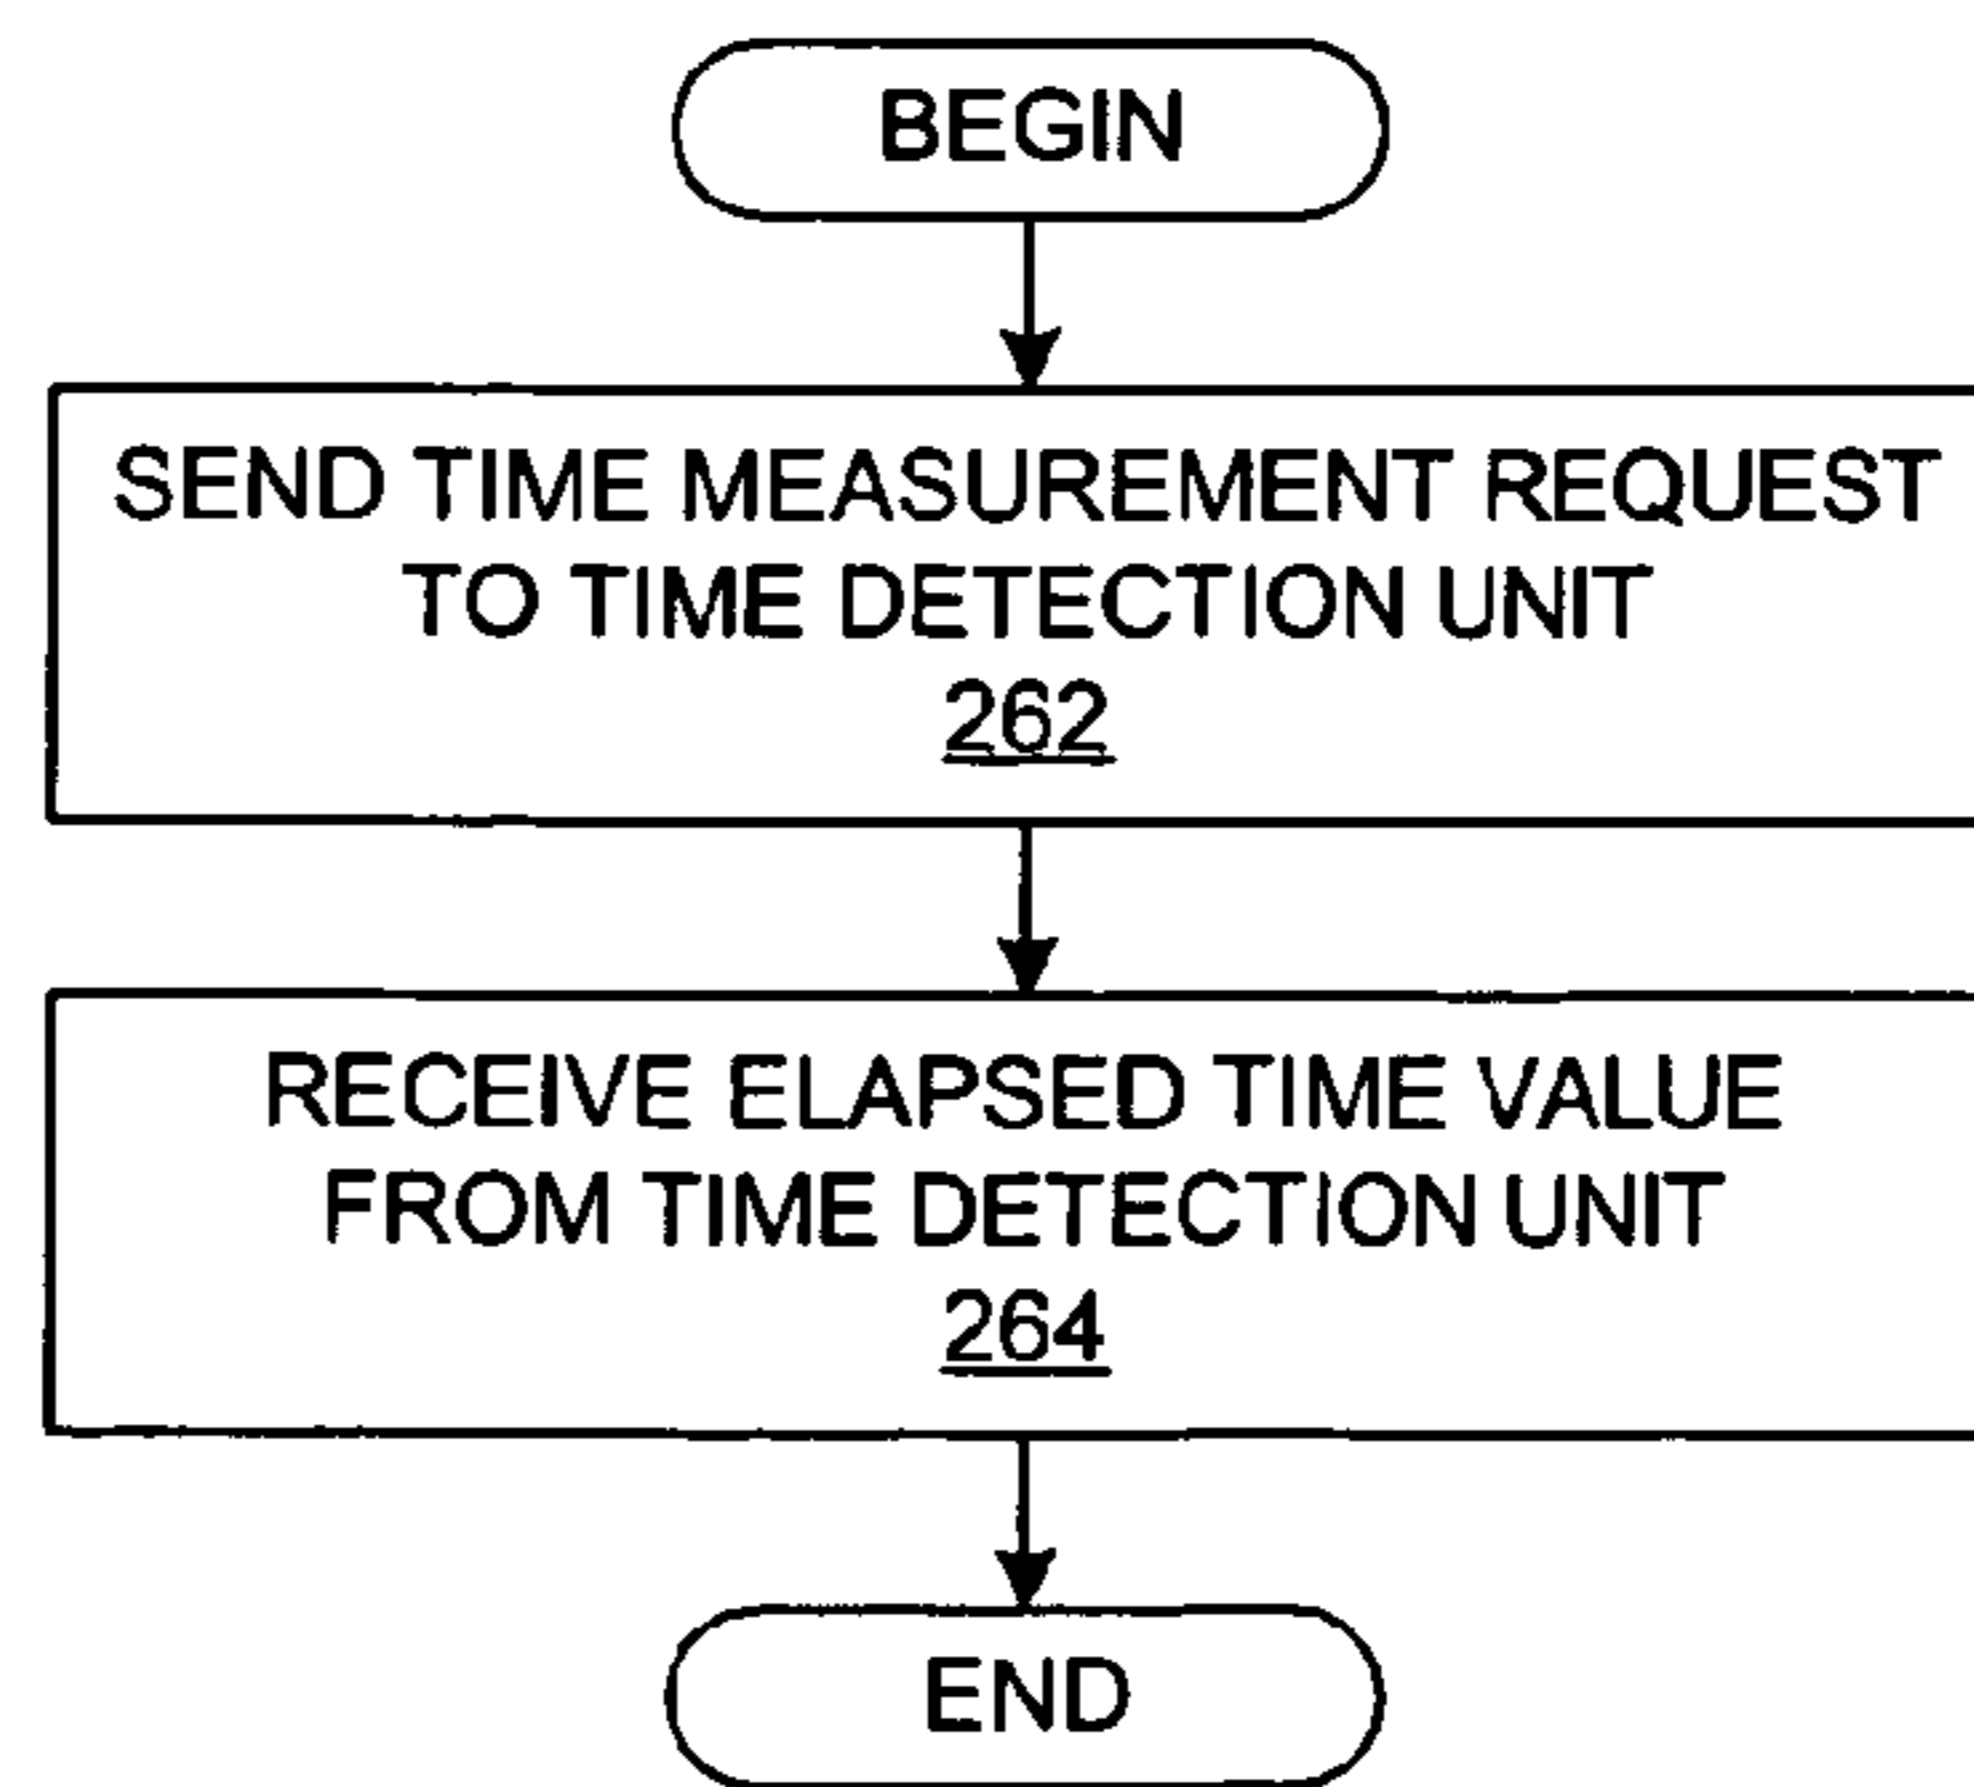 BEGIN
SEND TIME MEASUREMENT REQUEST
TO TIME DETECTION UNIT
262
RECEIVE ELAPSED TIME VALUE
FROM TIME DETECTION UNIT
264
END